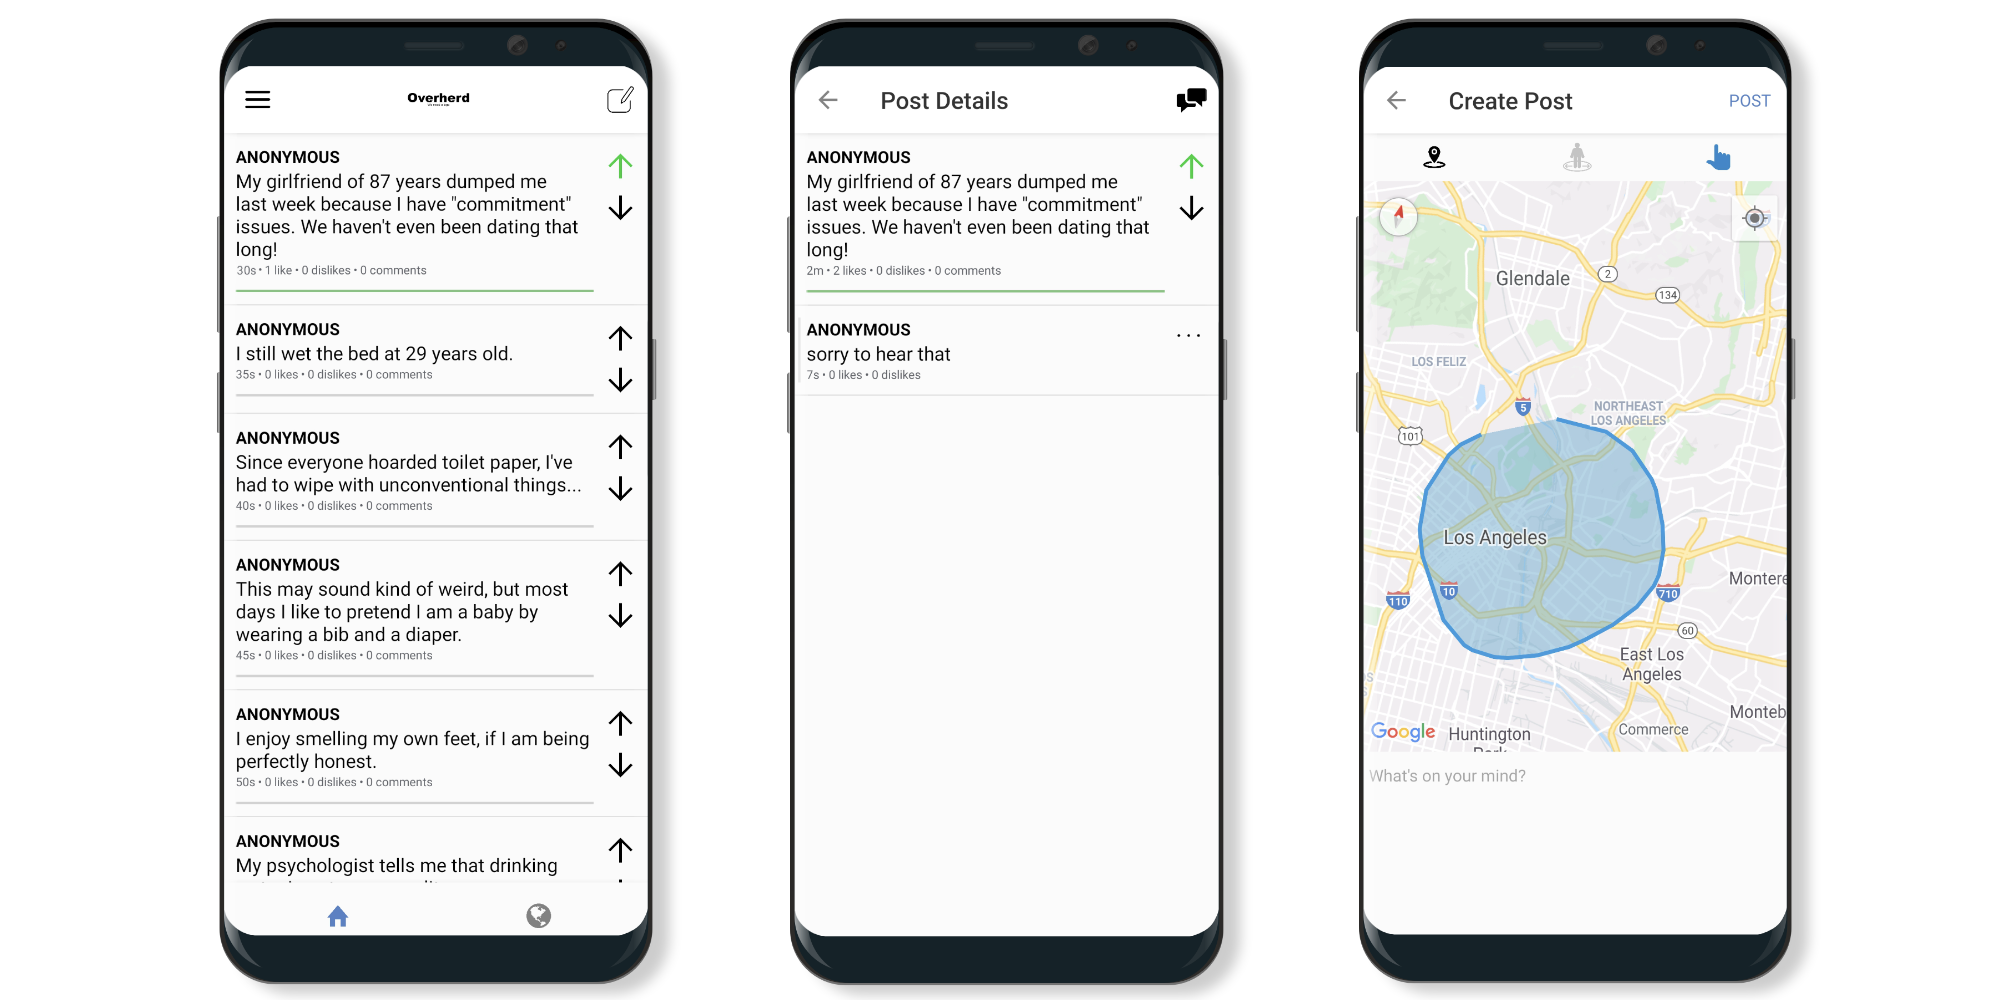 Overherd
ANONYMOUS
My girlfriend of 87 years dumped me
last week because I have "commitment"
issues. We haven't even been dating that
long!
30s • 1 like • 0 dislikes • 0 comments
ANONYMOUS
I still wet the bed at 29 years old.
35s • 0 likes • 0 dislikes • 0 comments
ANONYMOUS
Since everyone hoarded toilet paper, I've
had to wipe with unconventional things...
40s • 0 likes • 0 dislikes • 0 comments
ANONYMOUS
This may sound kind of weird, but most
days I like to pretend I am a baby by
wearing a bib and a diaper.
45s • 0 likes • 0 dislikes • 0 comments
ANONYMOUS
I enjoy smelling my own feet, if I am being
perfectly honest.
50s • 0 likes • 0 dislikes • 0 comments
ANONYMOUS
My psychologist tells me that drinking
Post Details
ANONYMOUS
My girlfriend of 87 years dumped me
last week because I have "commitment"
issues. We haven't even been dating that
long!
2m • 2 likes • 0 dislikes • 0 comments
ANONYMOUS
sorry to hear that
7s • 0 likes • 0 dislikes
Create Post
POST
Glendale
2
134
LOS FELIZ
5
NORTHEAST
LOS ANGELES
101
Los Angeles
Montere
10
110
710
60
East Los
Angeles
Monteb
Google
Huntington
Park
Commerce
What's on your mind?